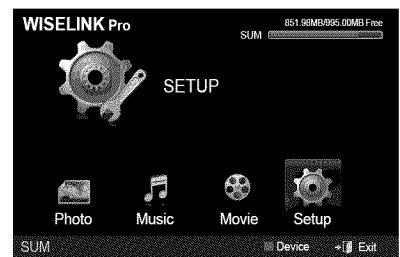 WISELINK Pro
851.98MB/995.00MB Free
SUM
SETUP
Photo Music Movie Setup
SUM Device Exit